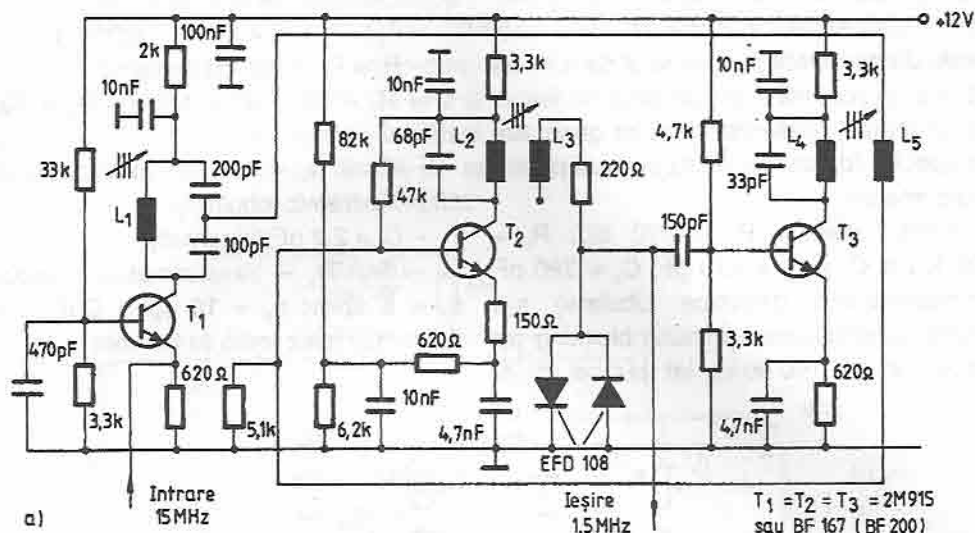 +12V
100nF
2k
10nF
33k
200pF
L1
100pF
T1
470pF
3,3k
620Ω
5,1k
Intrare
15MHz
a)
82k
10nF
3,3k
68pF
L2
L3
47k
220Ω
T2
150Ω
620Ω
10nF
6,2k
4,7nF
EFD 108
Ieșire
1,5MHz
4,7k
150pF
10nF
3,3k
L4
L5
33pF
T3
3,3k
4,7nF
620Ω
T1 = T2 = T3 = 2M915
sau BF 167 (BF 200)